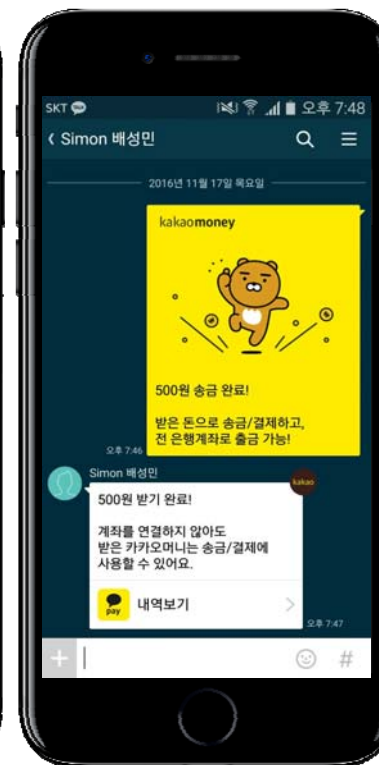 SKT TALK 오후 7:48
Simon 배성민
2016년 11월 17일 목요일
kakaomoney
500원 송금 완료!
받은 돈으로 송금/결제하고,
전 은행계좌로 출금 가능!
오후 7:46
Simon 배성민
kakao
500원 받기 완료!
계좌를 연결하지 않아도
받은 카카오머니는 송금/결제에
사용할 수 있어요.
pay 내역보기
오후 7:47
#